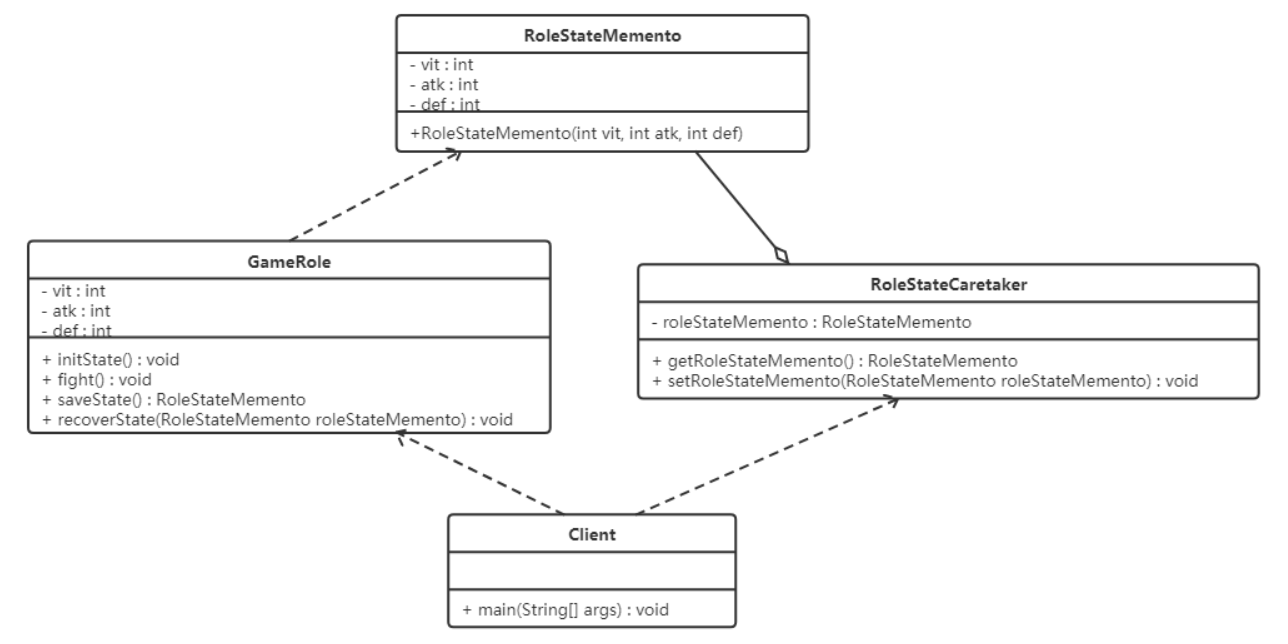 RoleStateMemento
- vit : int
- atk : int
- def : int
+RoleStateMemento(int vit, int atk, int def)
GameRole
- vit : int
- atk : int
- def : int
+ initState() : void
+ fight() : void
+ saveState() : RoleStateMemento
+ recoverState(RoleStateMemento roleStateMemento) : void
RoleStateCaretaker
- roleStateMemento : RoleStateMemento
+ getRoleStateMemento() : RoleStateMemento
+ setRoleStateMemento(RoleStateMemento roleStateMemento) : void
Client
+ main(String[] args) : void